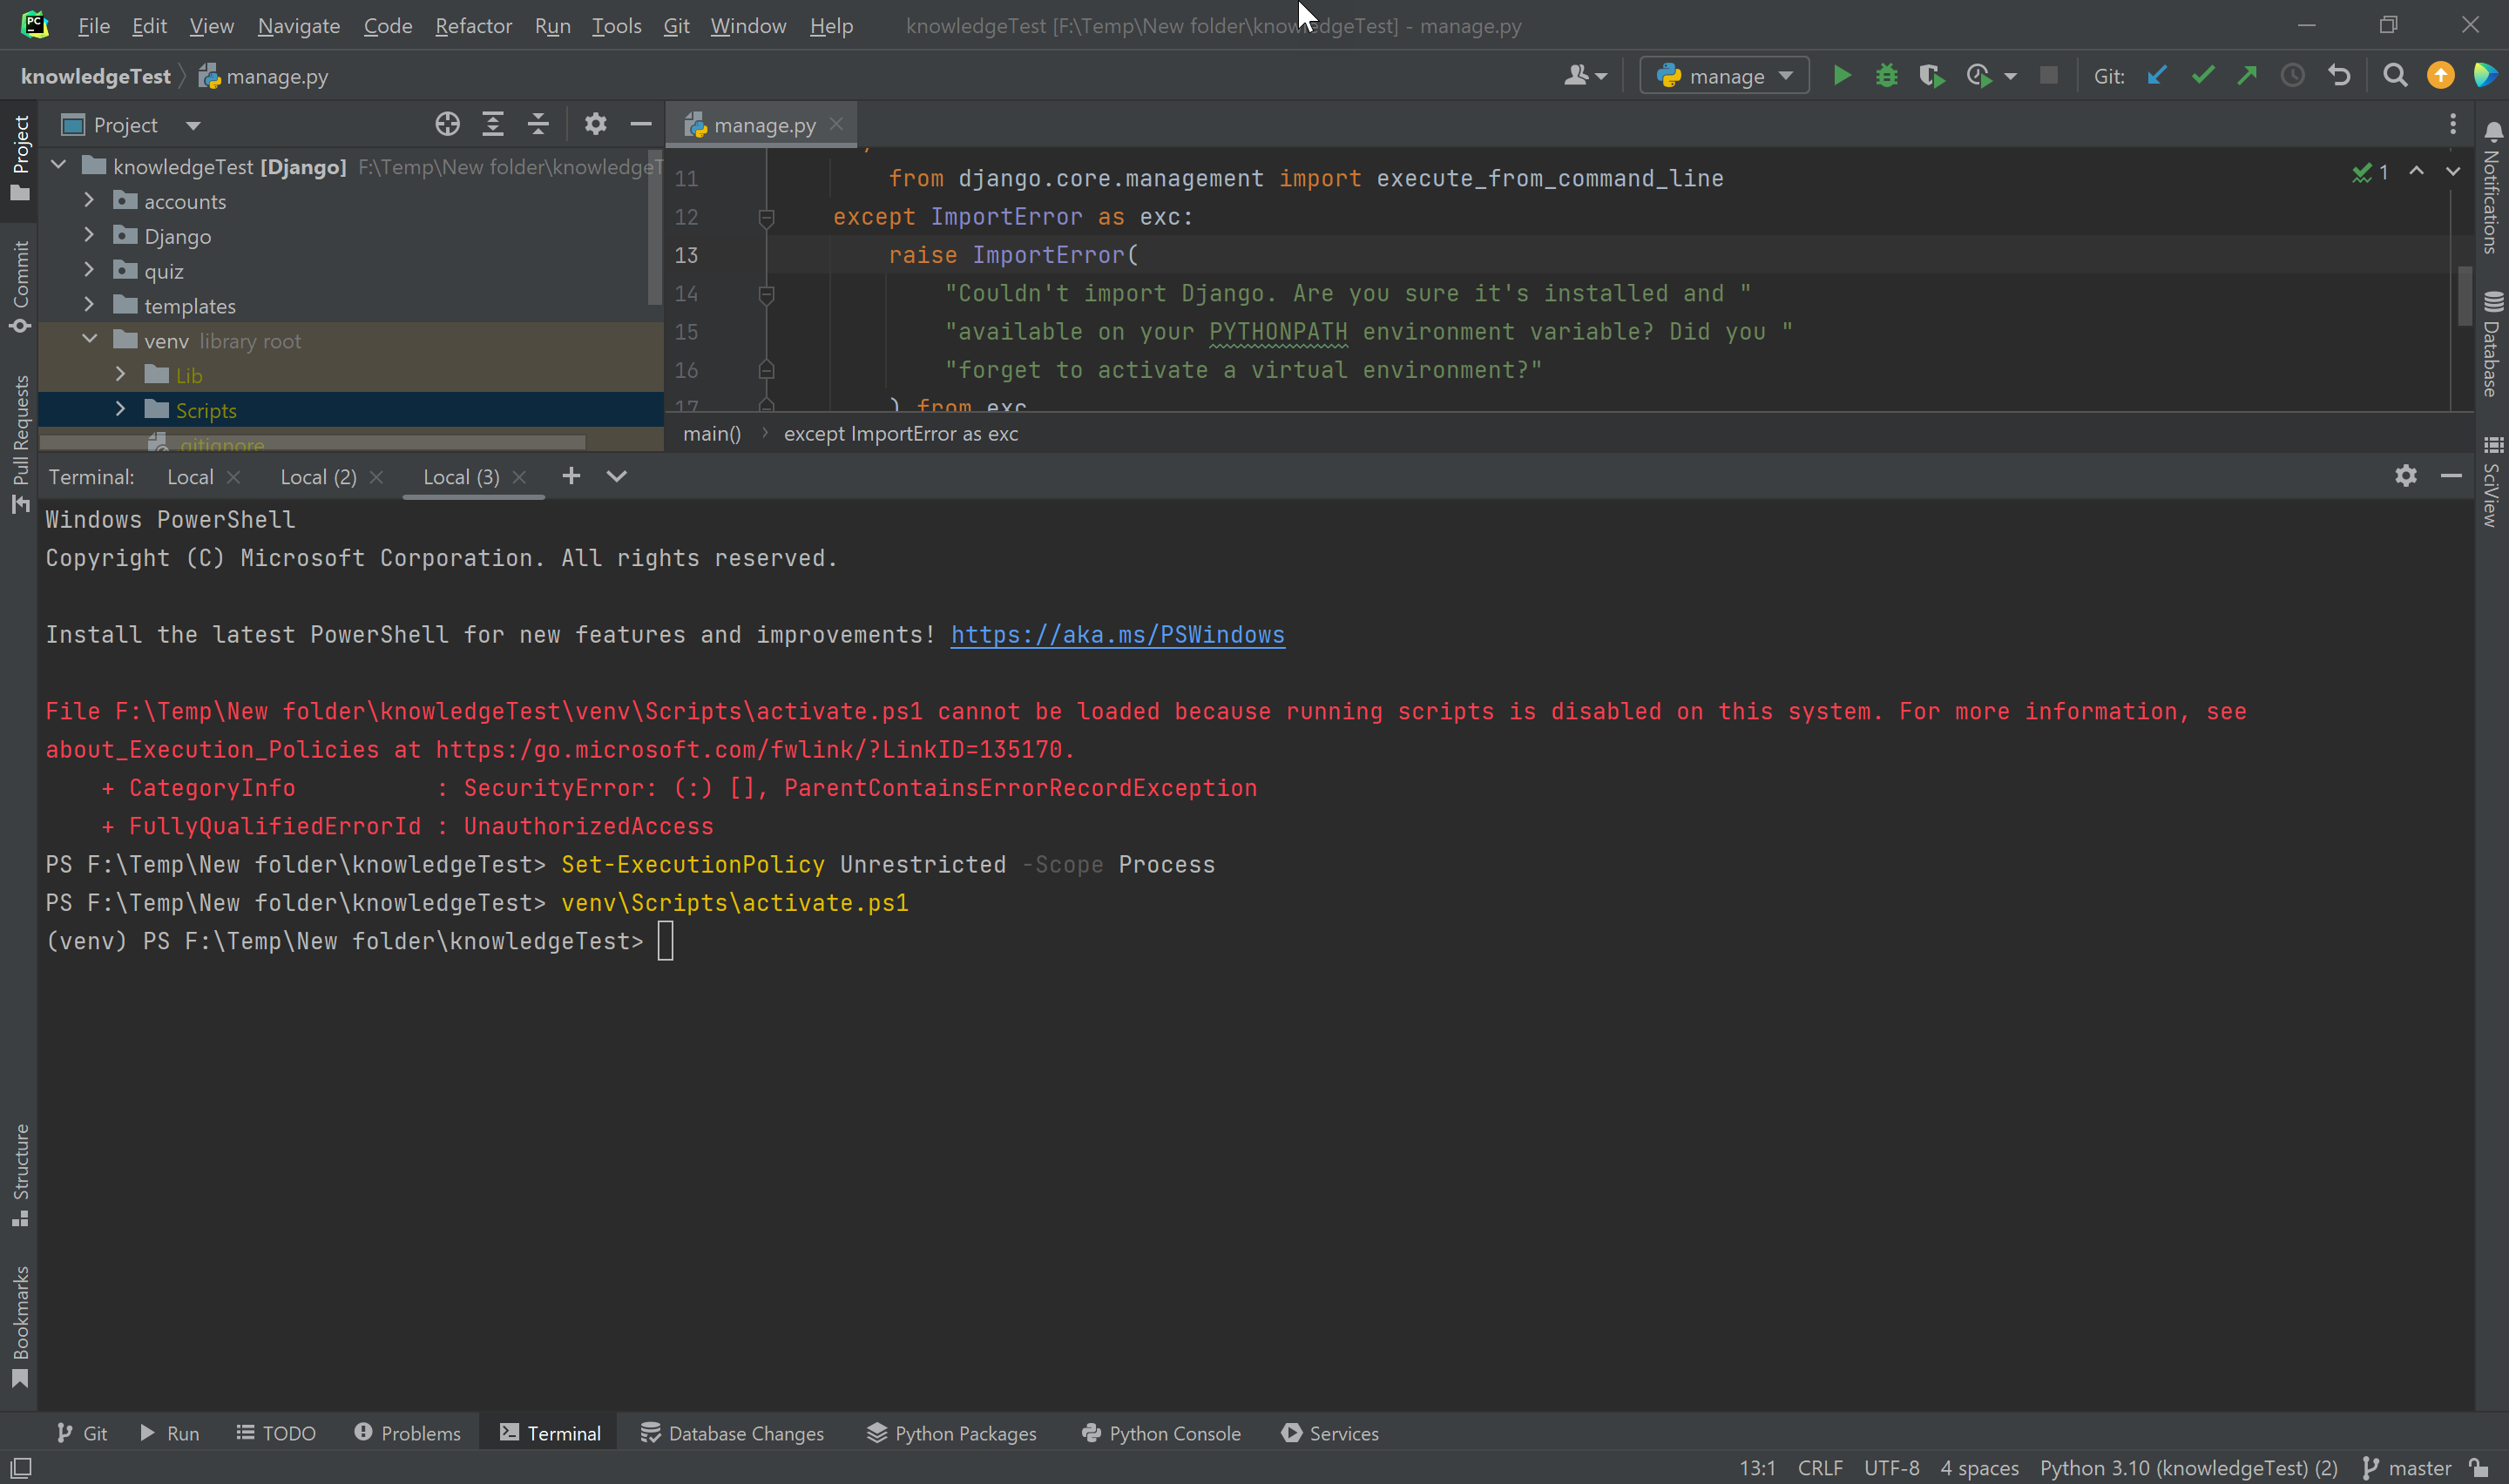 PC File Edit View Navigate Code Refactor Run Tools Git Window Help knowledgeTest [F:\Temp\New folder\knowledgeTest] - manage.py
knowledgeTest manage.py manage Git:
Project
Commit
Pull Requests
Structure
Bookmarks
Project
knowledgeTest [Django] F:\Temp\New folder\knowledgeT
accounts
Django
quiz
templates
venv library root
Lib
Scripts
.gitignore
manage.py
1
11 from django.core.management import execute_from_command_line
12 except ImportError as exc:
13 raise ImportError(
14 "Couldn't import Django. Are you sure it's installed and "
15 "available on your PYTHONPATH environment variable? Did you "
16 "forget to activate a virtual environment?"
17 ) from exc
main() except ImportError as exc
Notifications
Database
SciView
Terminal: Local Local (2) Local (3)
Windows PowerShell
Copyright (C) Microsoft Corporation. All rights reserved.
Install the latest PowerShell for new features and improvements! https://aka.ms/PSWindows
File F:\Temp\New folder\knowledgeTest\venv\Scripts\activate.ps1 cannot be loaded because running scripts is disabled on this system. For more information, see
about_Execution_Policies at https:/go.microsoft.com/fwlink/?LinkID=135170.
+ CategoryInfo : SecurityError: (:) [], ParentContainsErrorRecordException
+ FullyQualifiedErrorId : UnauthorizedAccess
PS F:\Temp\New folder\knowledgeTest> Set-ExecutionPolicy Unrestricted -Scope Process
PS F:\Temp\New folder\knowledgeTest> venv\Scripts\activate.ps1
(venv) PS F:\Temp\New folder\knowledgeTest>
Git Run TODO Problems Terminal Database Changes Python Packages Python Console Services
13:1 CRLF UTF-8 4 spaces Python 3.10 (knowledgeTest) (2) master